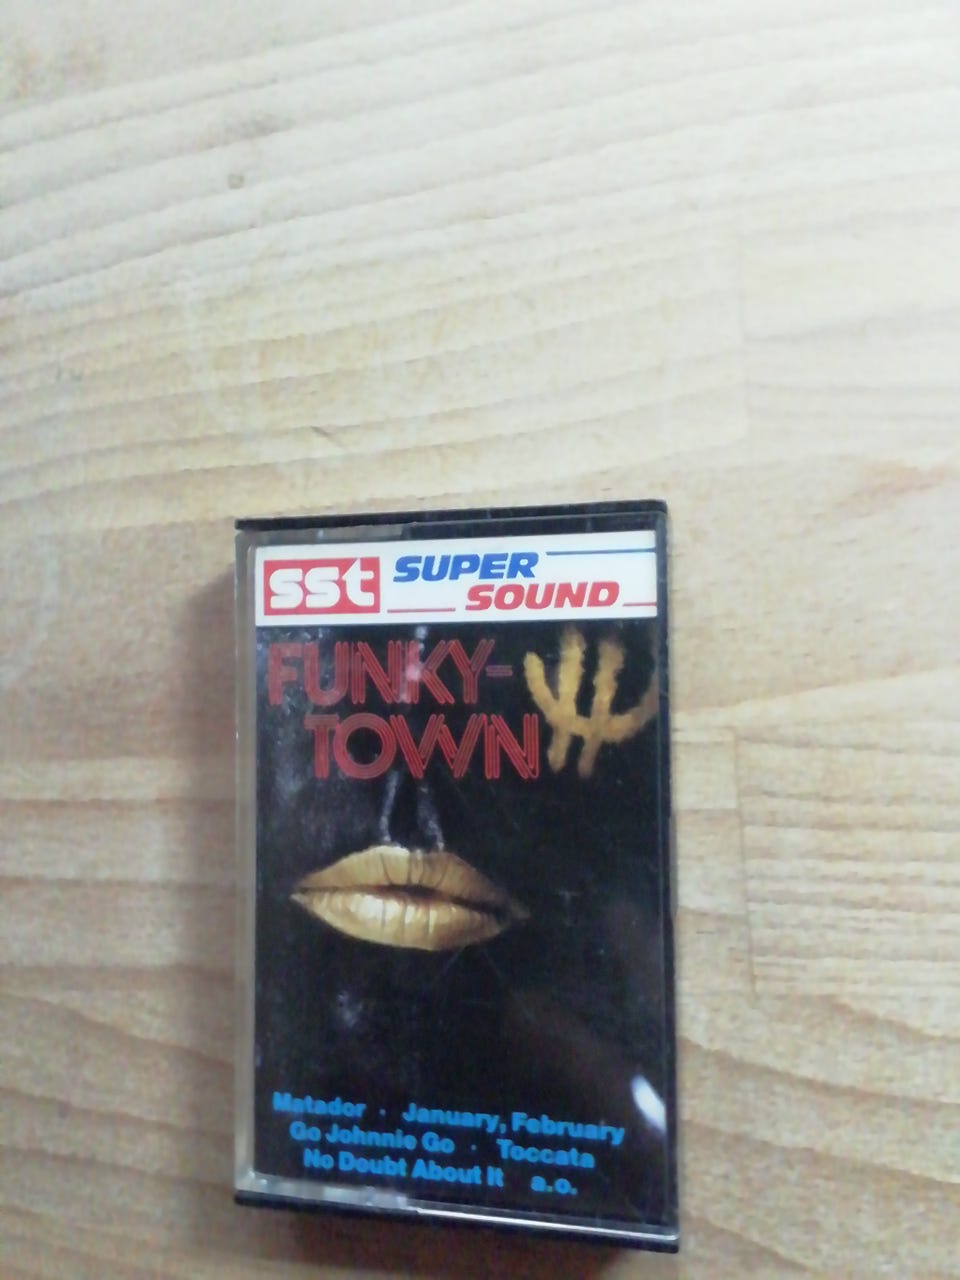 sst SUPER
SOUND
FUNKY-
TOWN
Matador · January, February
Go Johnnie Go · Toccata
No Doubt About It a.o.